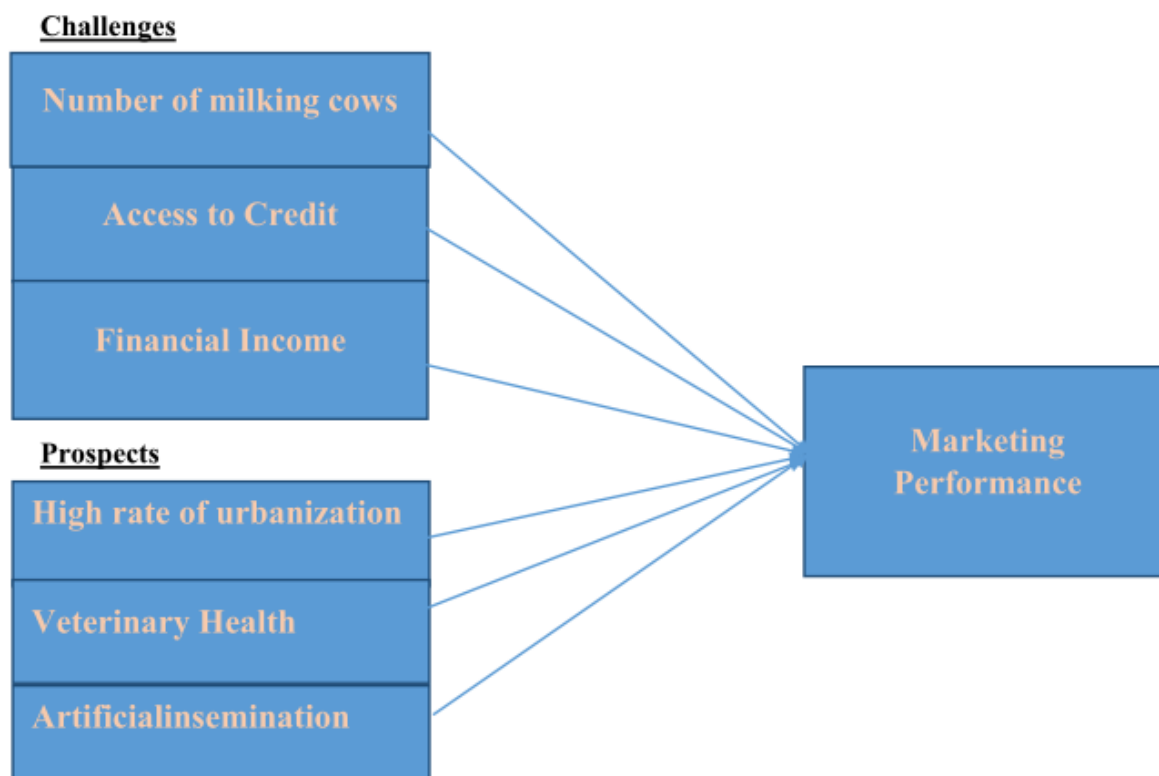 Challenges
Number of milking cows
Access to Credit
Financial Income
Prospects
High rate of urbanization
Veterinary Health
Artificialinsemination
Marketing
Performance